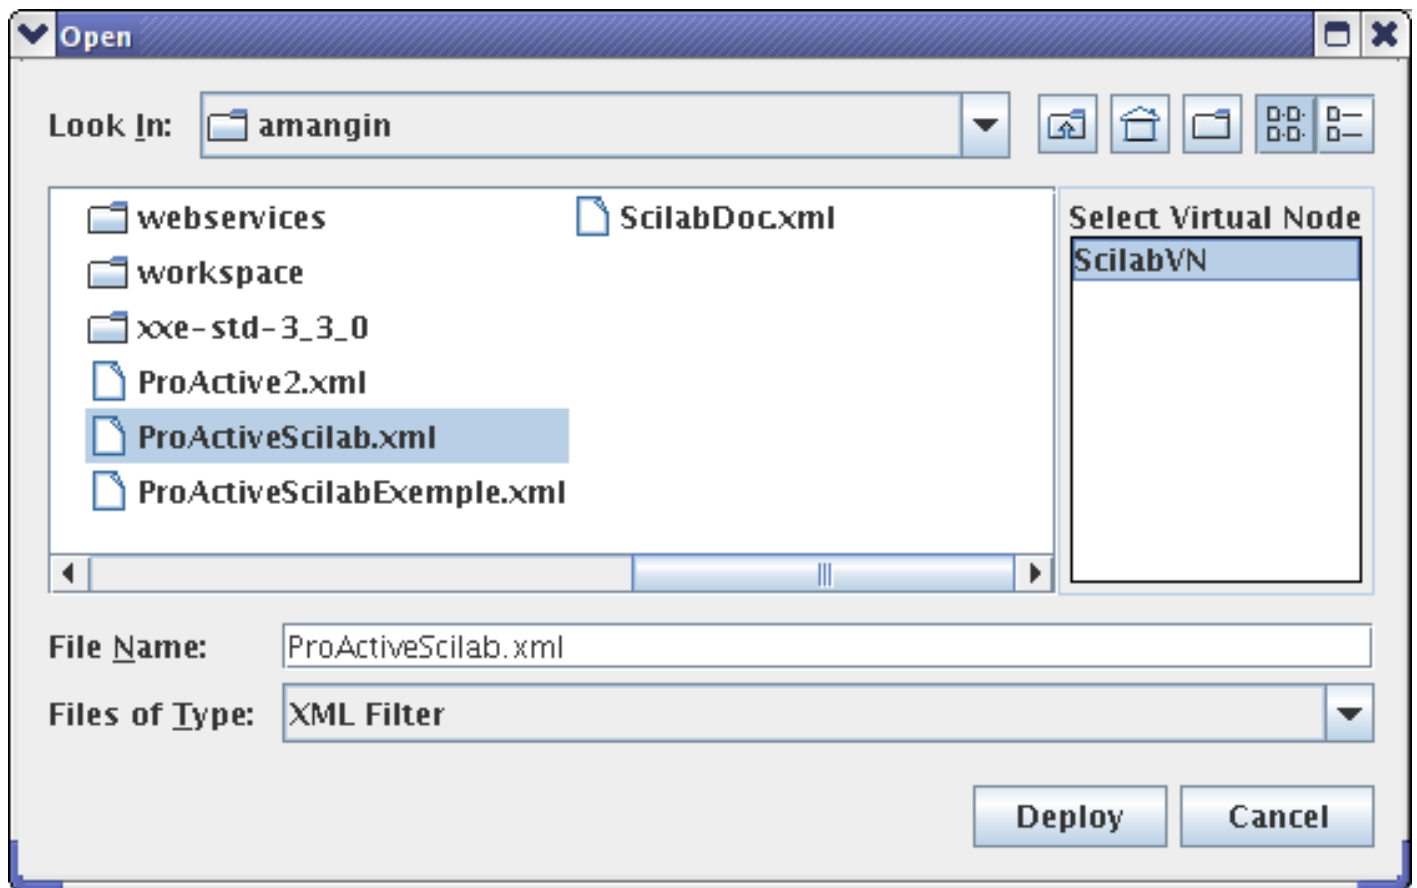 Open
Look In: amangin
webservices
workspace
xxe-std-3_3_0
ProActive2.xml
ProActiveScilab.xml
ProActiveScilabExemple.xml
ScilabDoc.xml
Select Virtual Node
ScilabVN
File Name: ProActiveScilab.xml
Files of Type: XML Filter
Deploy Cancel